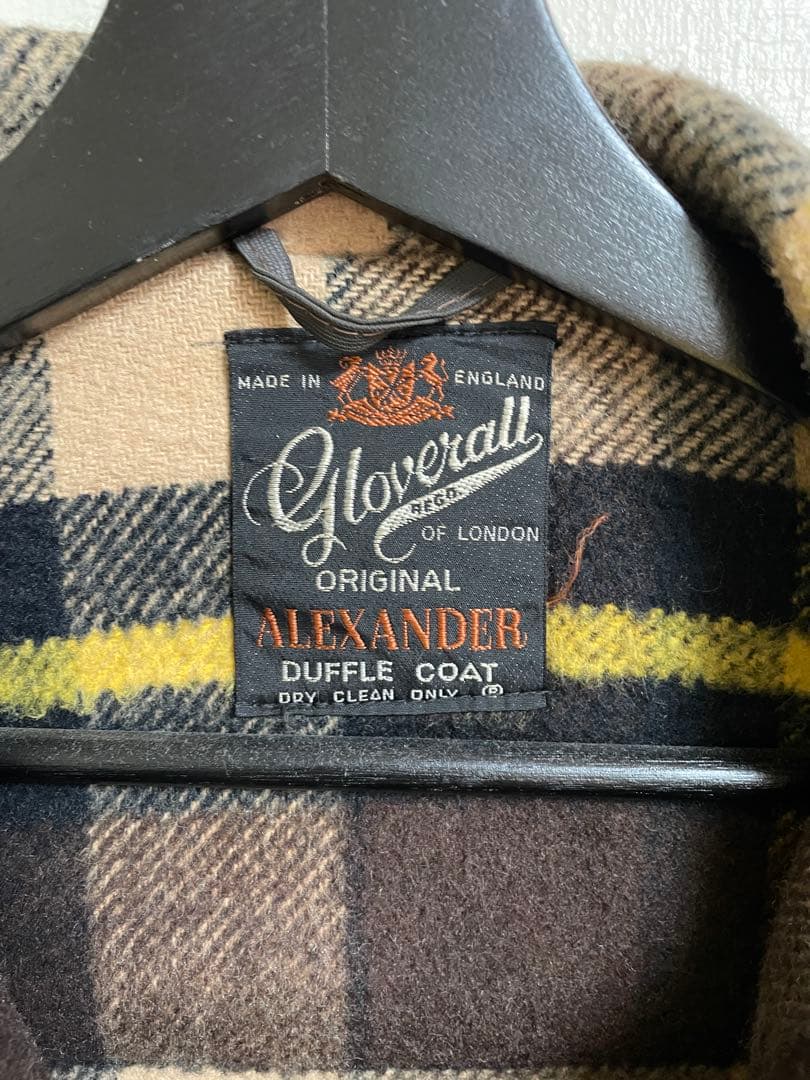 MADE IN ENGLAND
Gloverall
REGD.
OF LONDON
ORIGINAL
ALEXANDER
DUFFLE COAT
DRY CLEAN ONLY Ⓟ